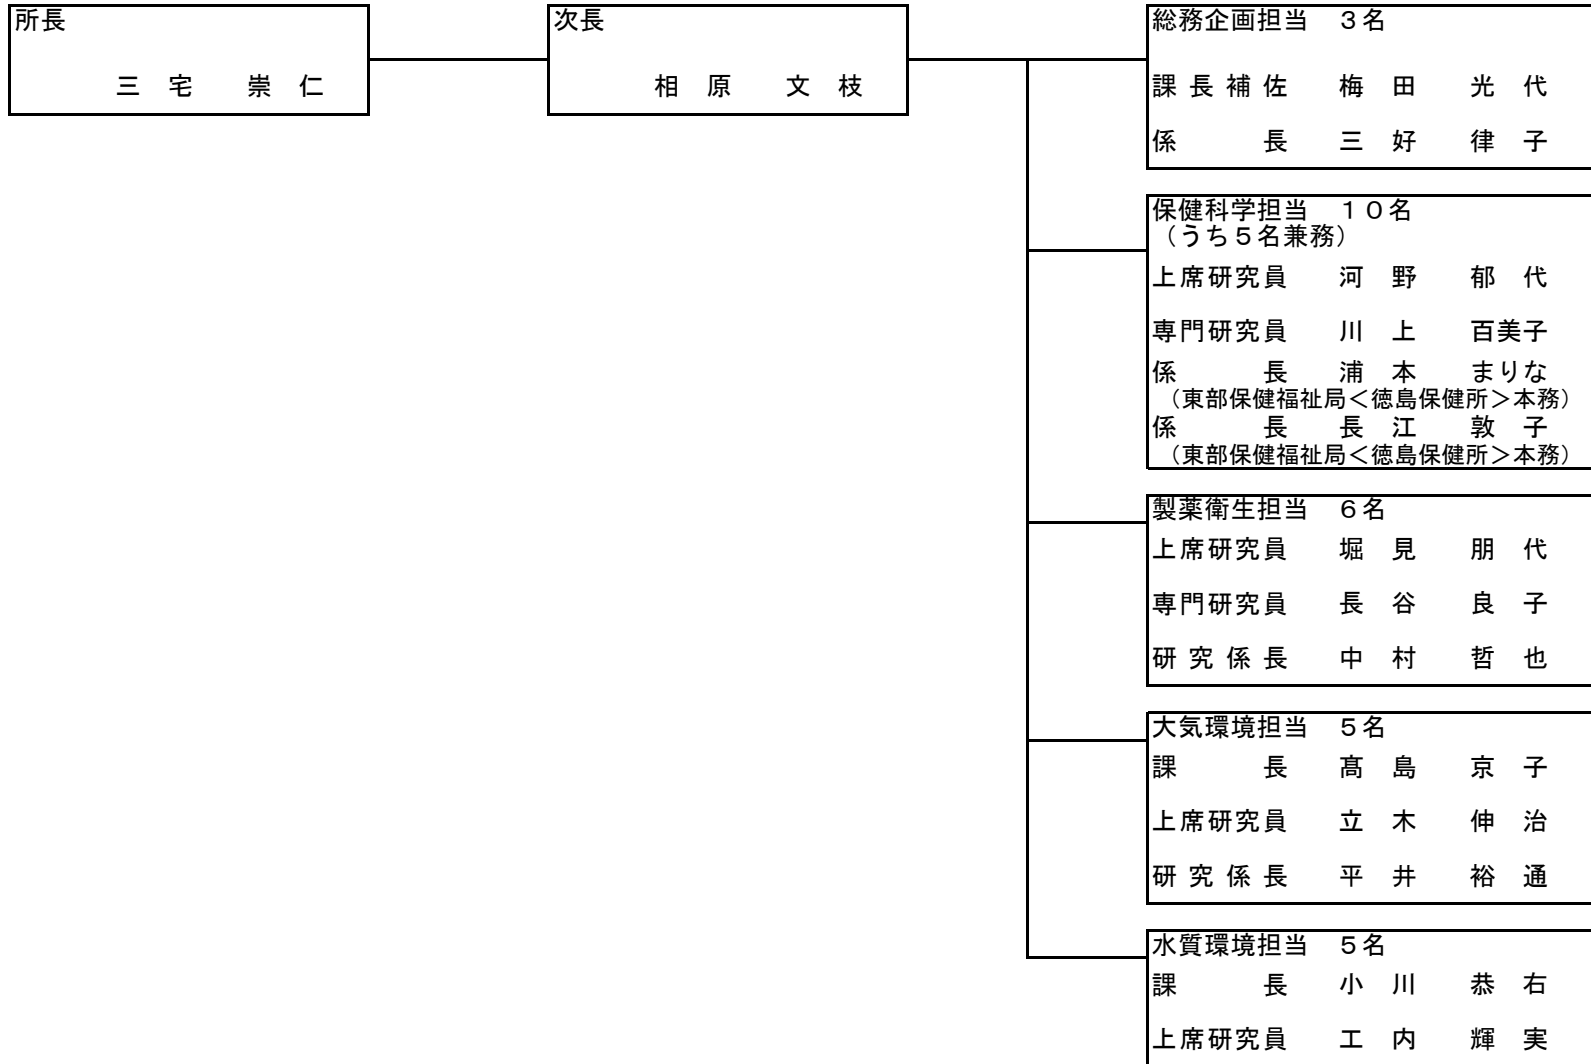 所長
三宅 崇仁
次長
相原 文枝
総務企画担当 ３名
課長補佐 梅田 光代
係長 三好 律子
保健科学担当 １０名
（うち５名兼務）
上席研究員 河野 郁代
専門研究員 川上 百美子
係長 浦本 まりな
（東部保健福祉局＜徳島保健所＞本務）
係長 長江 敦子
（東部保健福祉局＜徳島保健所＞本務）
製薬衛生担当 ６名
上席研究員 堀見 朋代
専門研究員 長谷 良子
研究係長 中村 哲也
大気環境担当 ５名
課長 髙島 京子
上席研究員 立木 伸治
研究係長 平井 裕通
水質環境担当 ５名
課長 小川 恭右
上席研究員 工内 輝実